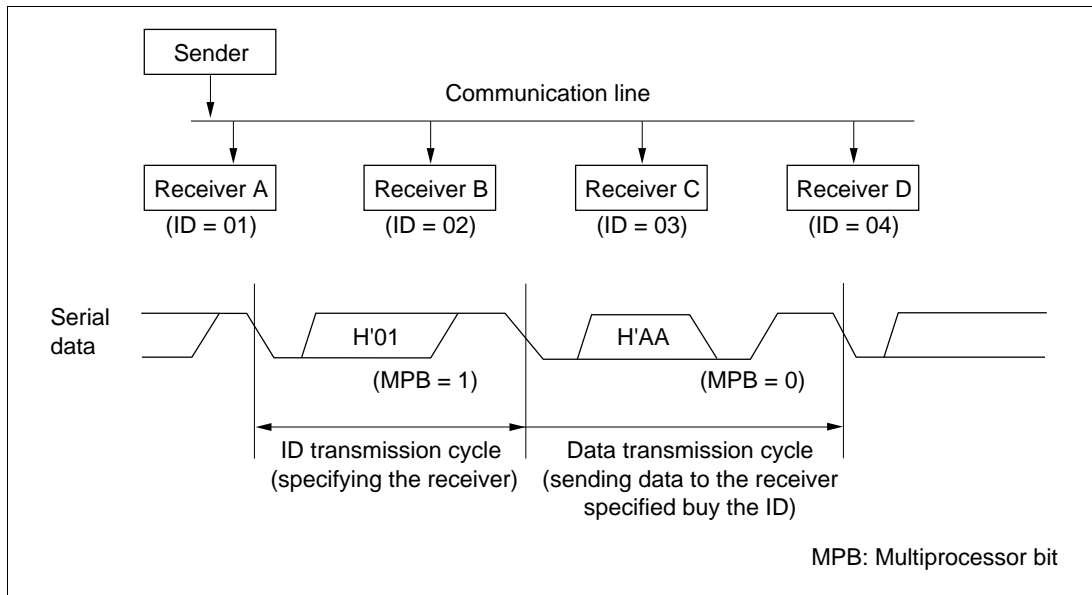 Sender
Communication line
Receiver A
Receiver B
Receiver C
Receiver D
(ID = 01)
(ID = 02)
(ID = 03)
(ID = 04)
Serial
data
H'01
H'AA
(MPB = 1)
(MPB = 0)
ID transmission cycle
(specifying the receiver)
Data transmission cycle
(sending data to the receiver
specified buy the ID)
MPB: Multiprocessor bit